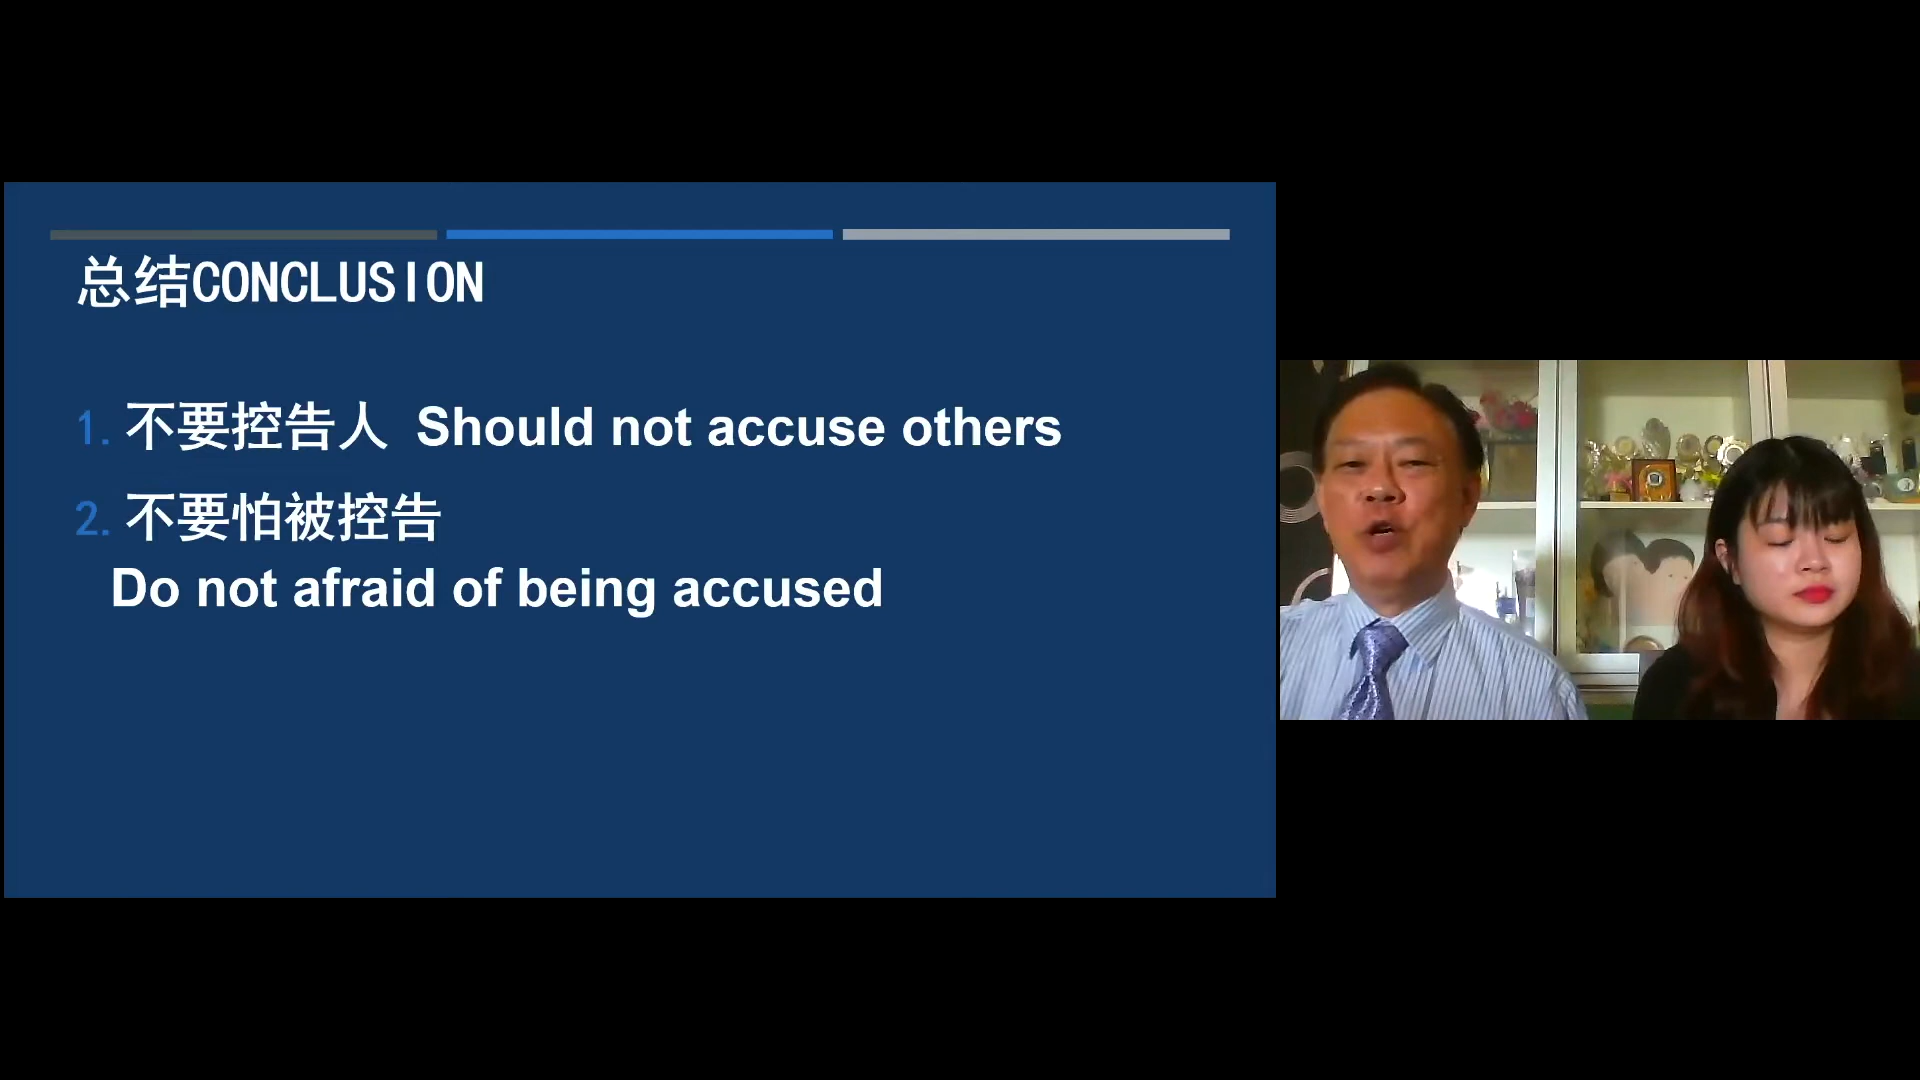 总结CONCLUSION
1. 不要控告人 Should not accuse others
2. 不要怕被控告
Do not afraid of being accused